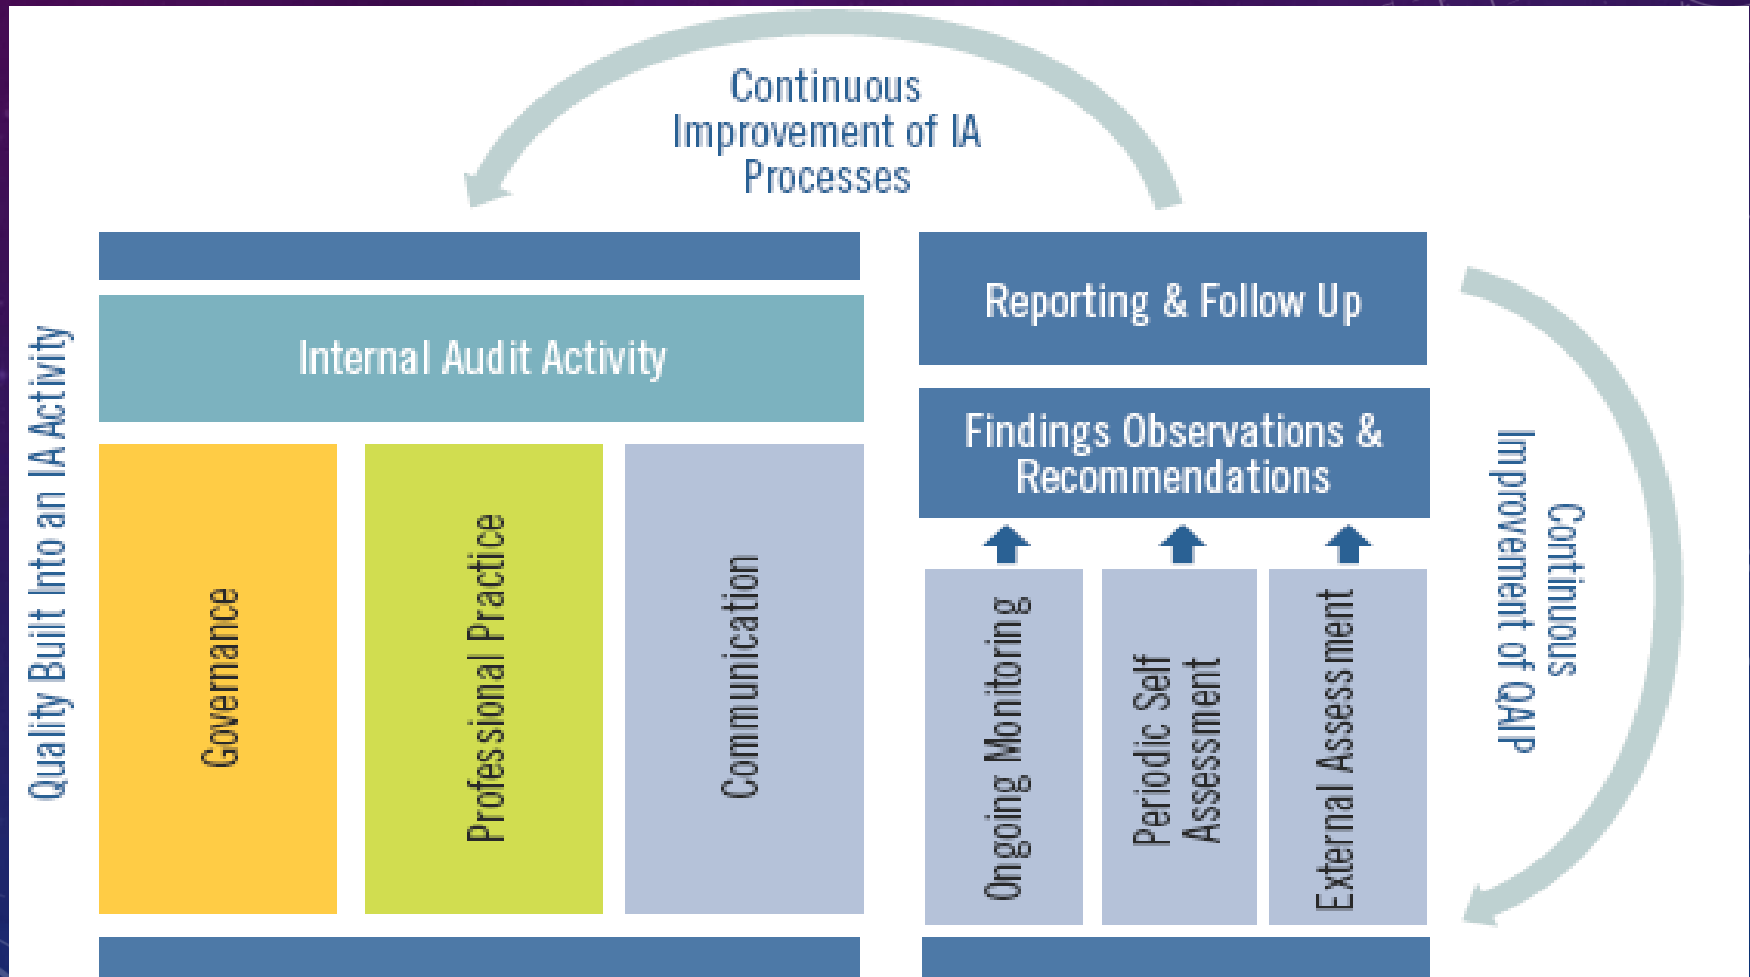 Continuous
Improvement of IA
Processes
Quality Built Into an IA Activity
Internal Audit Activity
Governance
Professional Practice
Communication
Reporting & Follow Up
Findings Observations &
Recommendations
Ongoing Monitoring
Periodic Self
Assessment
External Assessment
Continuous
Improvement of QAIP